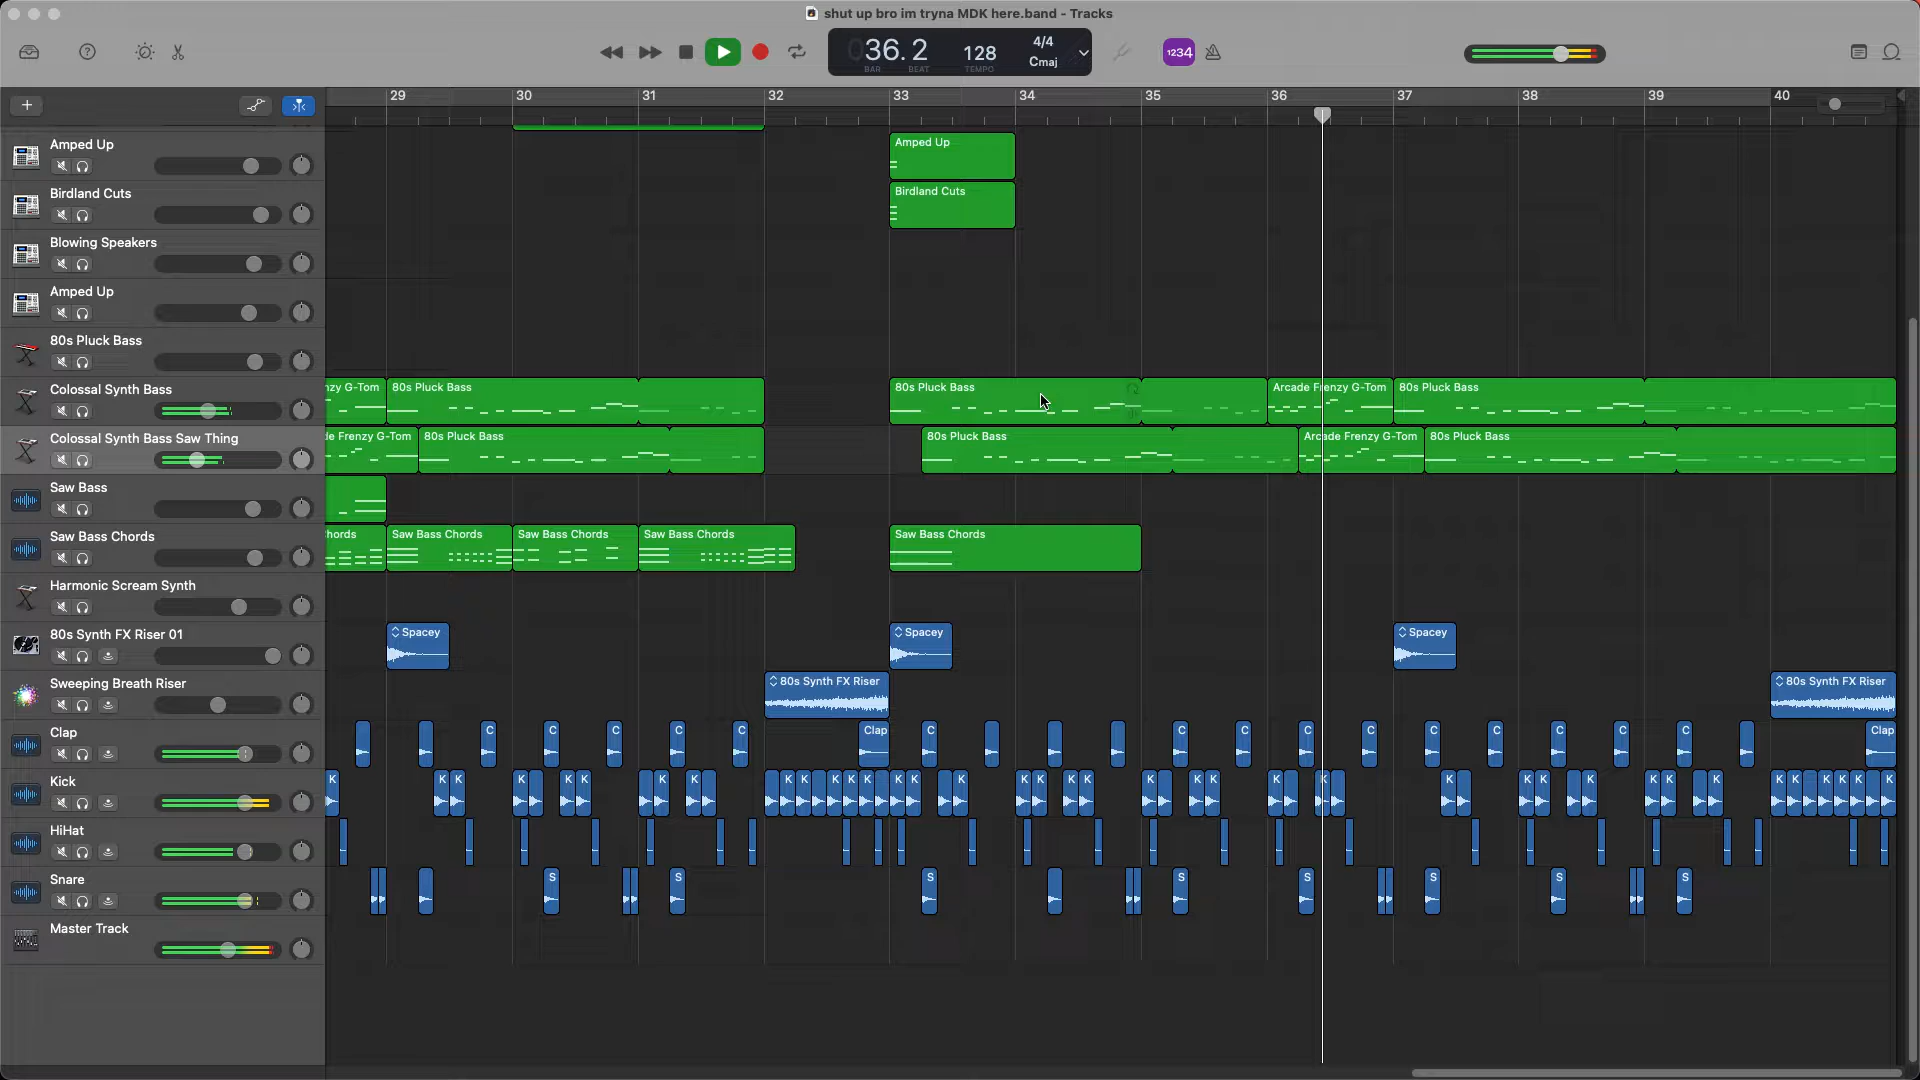 shut up bro im tryna MDK here.band - Tracks
36.2 128 4/4
Cmaj
BAR BEAT TEMPO
1234
29 30 31 32 33 34 35 36 37 38 39 40
Amped Up
Amped Up
Birdland Cuts
Birdland Cuts
Blowing Speakers
Amped Up
80s Pluck Bass
Colossal Synth Bass
nzy G-Tom 80s Pluck Bass 80s Pluck Bass Arcade Frenzy G-Tom 80s Pluck Bass
Colossal Synth Bass Saw Thing
de Frenzy G-Tom 80s Pluck Bass 80s Pluck Bass Arcade Frenzy G-Tom 80s Pluck Bass
Saw Bass
Saw Bass Chords
hords Saw Bass Chords Saw Bass Chords Saw Bass Chords Saw Bass Chords
Harmonic Scream Synth
80s Synth FX Riser 01
Spacey Spacey Spacey
Sweeping Breath Riser
80s Synth FX Riser 80s Synth FX Riser
Clap
C C C C C Clap C C C C C C C C C Clap
Kick
K K K K K K K K K K K K K K K K K K K K K K K K K K K K K K K K K K K K K K K K
HiHat
Snare
S S S S S S S S
Master Track